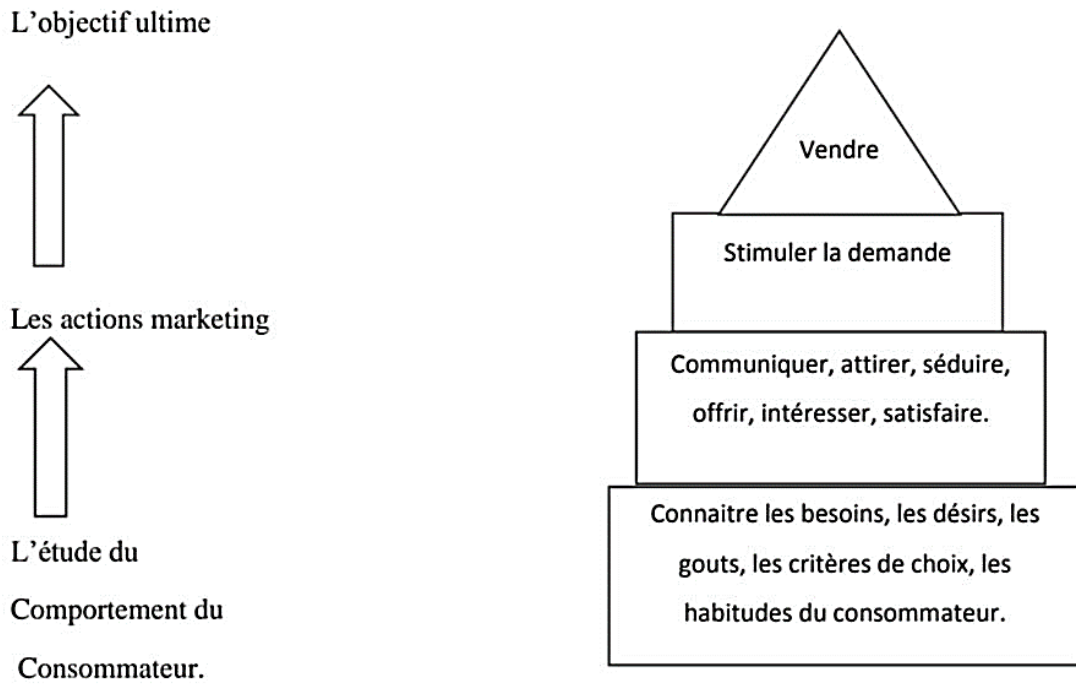 L'objectif ultime
Vendre
Stimuler la demande
Les actions marketing
Communiquer, attirer, séduire,
offrir, intéresser, satisfaire.
Connaitre les besoins, les désirs, les
gouts, les critères de choix, les
habitudes du consommateur.
L'étude du
Comportement du
Consommateur.